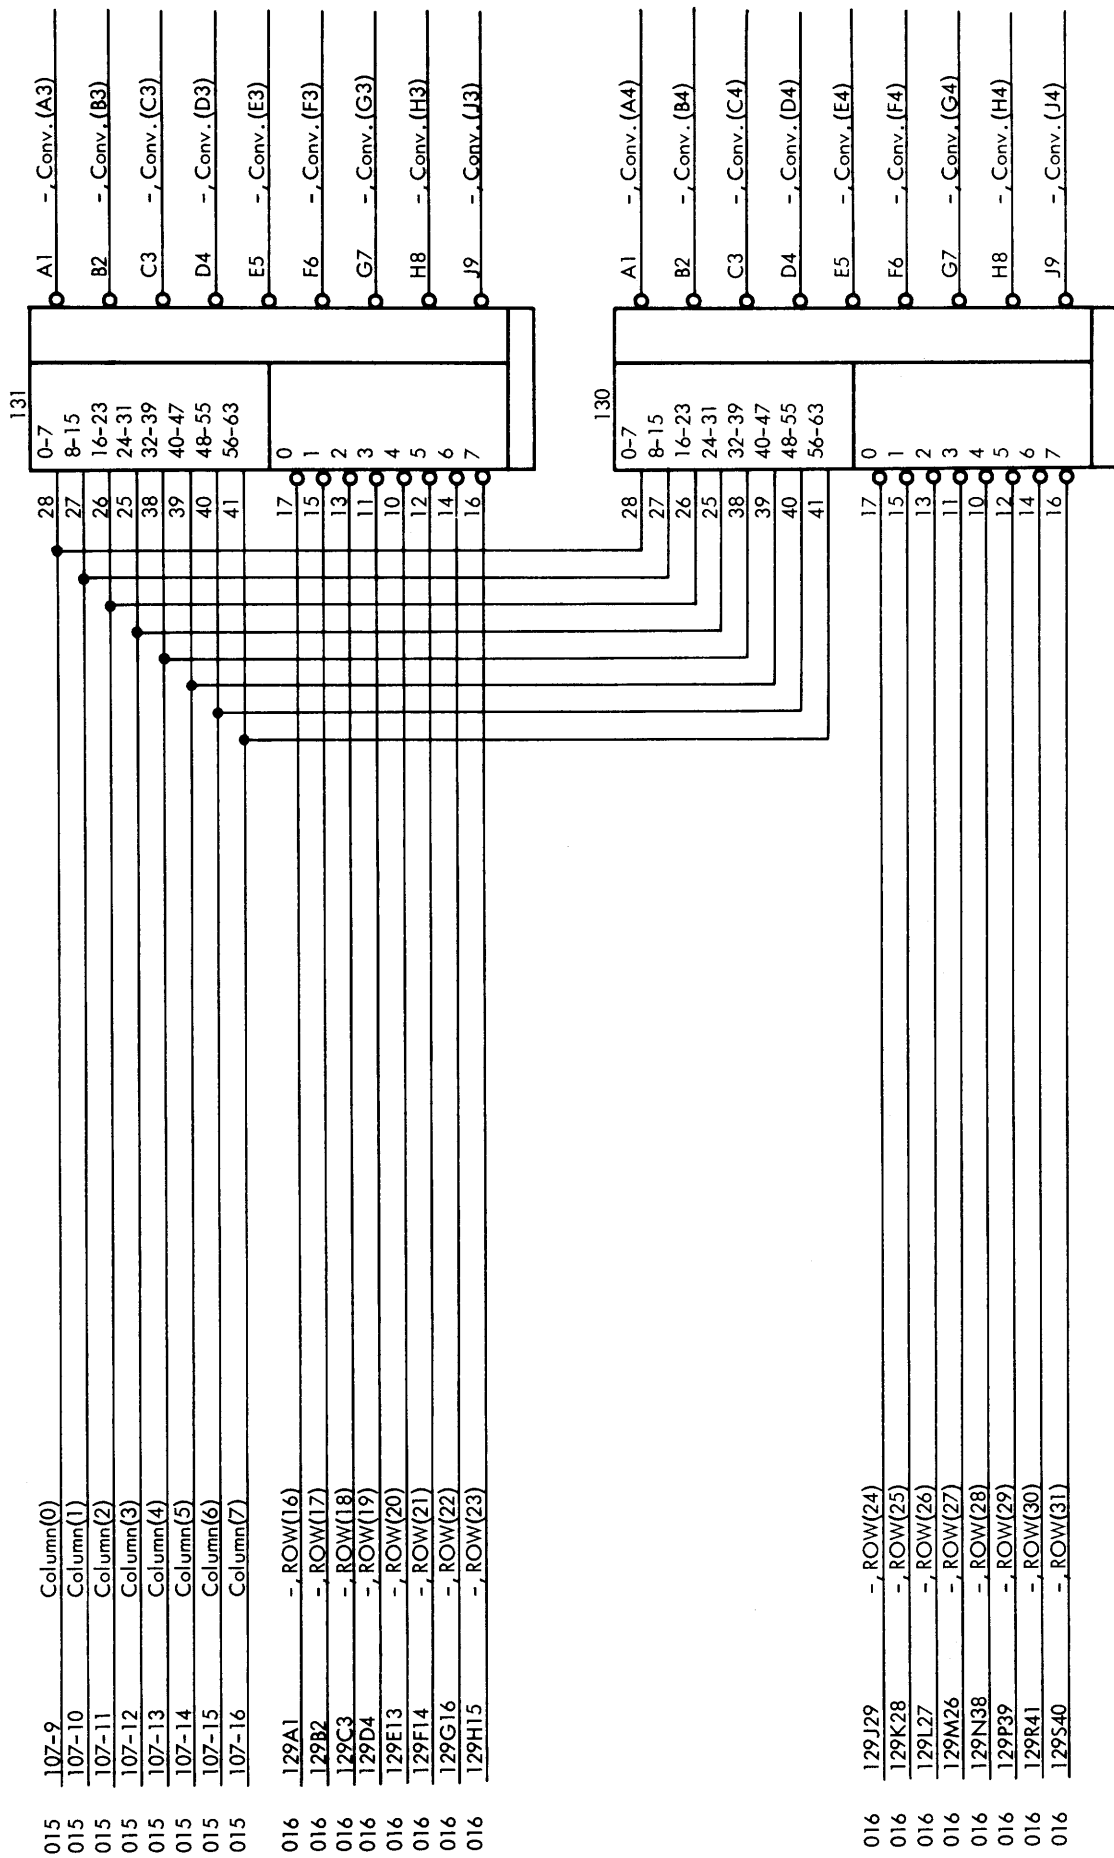 015 107-9 Column(0) 28 0-7 A1 -, Conv. (A3)
015 107-10 Column(1) 27 8-15 B2 -, Conv. (B3)
015 107-11 Column(2) 26 16-23 C3 -, Conv. (C3)
015 107-12 Column(3) 25 24-31 D4 -, Conv. (D3)
015 107-13 Column(4) 38 32-39 E5 -, Conv. (E3)
015 107-14 Column(5) 39 40-47 F6 -, Conv. (F3)
015 107-15 Column(6) 40 48-55 G7 -, Conv. (G3)
015 107-16 Column(7) 41 56-63 H8 -, Conv. (H3)
J9 -, Conv. (J3)
131
016 129A1 -, ROW(16) 17 0
016 129B2 -, ROW(17) 15 1
016 129C3 -, ROW(18) 13 2
016 129D4 -, ROW(19) 11 3
016 129E13 -, ROW(20) 10 4
016 129F14 -, ROW(21) 12 5
016 129G16 -, ROW(22) 14 6
016 129H15 -, ROW(23) 16 7
130
28 0-7 A1 -, Conv. (A4)
27 8-15 B2 -, Conv. (B4)
26 16-23 C3 -, Conv. (C4)
25 24-31 D4 -, Conv. (D4)
38 32-39 E5 -, Conv. (E4)
39 40-47 F6 -, Conv. (F4)
40 48-55 G7 -, Conv. (G4)
41 56-63 H8 -, Conv. (H4)
J9 -, Conv. (J4)
016 129J29 -, ROW(24) 17 0
016 129K28 -, ROW(25) 15 1
016 129L27 -, ROW(26) 13 2
016 129M26 -, ROW(27) 11 3
016 129N38 -, ROW(28) 10 4
016 129P39 -, ROW(29) 12 5
016 129R41 -, ROW(30) 14 6
016 129S40 -, ROW(31) 16 7